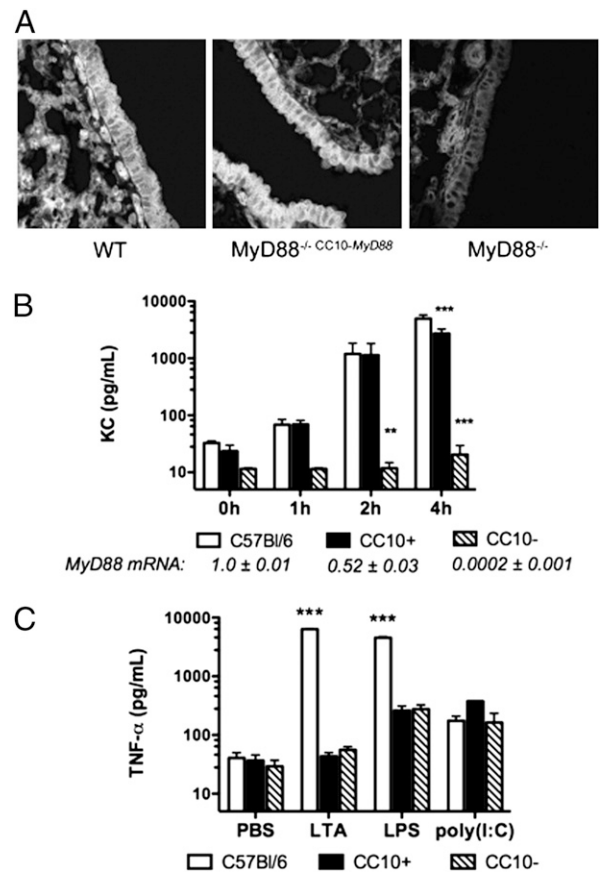 A
WT
MyD88-/- CC10-MyD88
MyD88-/-
B
KC (pg/mL)
10000
1000
100
10
***
**
***
0h 1h 2h 4h
C57Bl/6 CC10+ CC10-
MyD88 mRNA: 1.0 ± 0.01 0.52 ± 0.03 0.0002 ± 0.001
C
TNF-α (pg/mL)
10000
1000
100
10
*** ***
PBS LTA LPS poly(I:C)
C57Bl/6 CC10+ CC10-